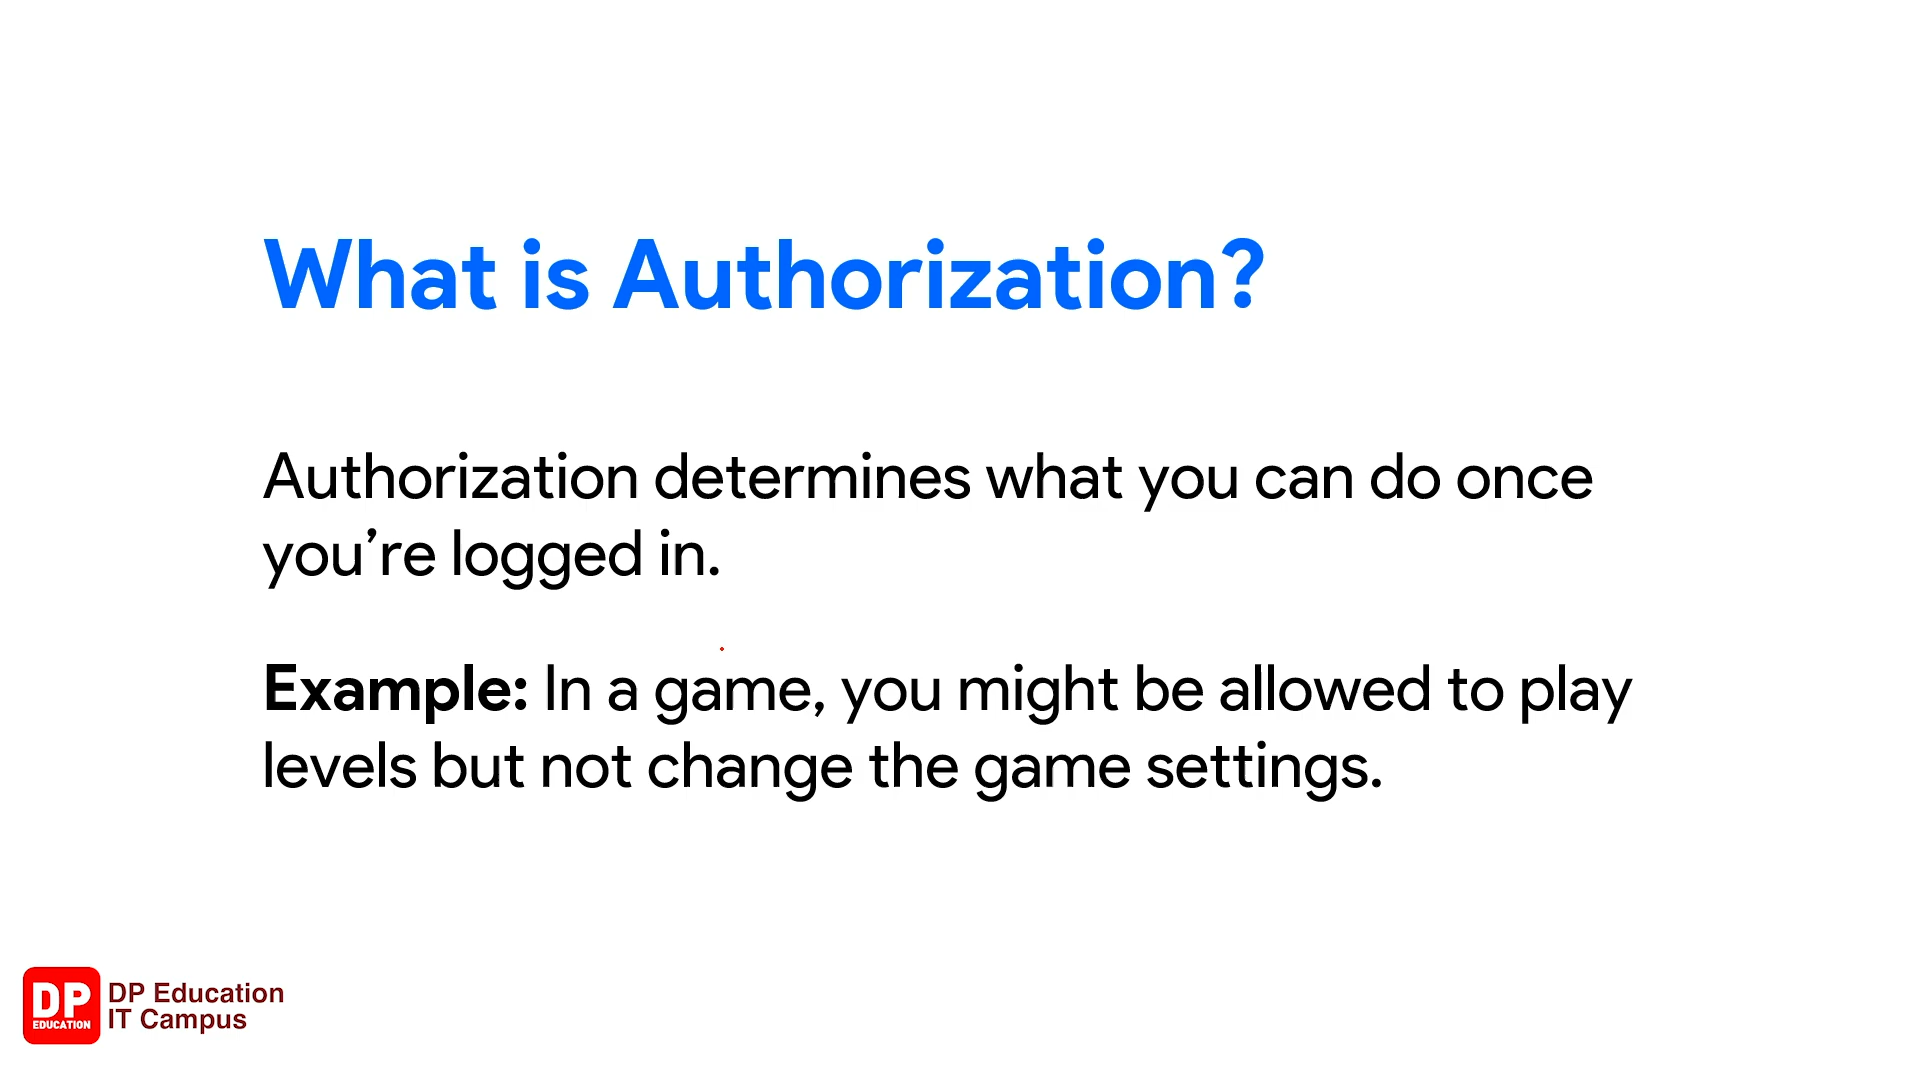 What is Authorization?
Authorization determines what you can do once
you’re logged in.
Example: In a game, you might be allowed to play
levels but not change the game settings.
DP
EDUCATION
DP Education
IT Campus